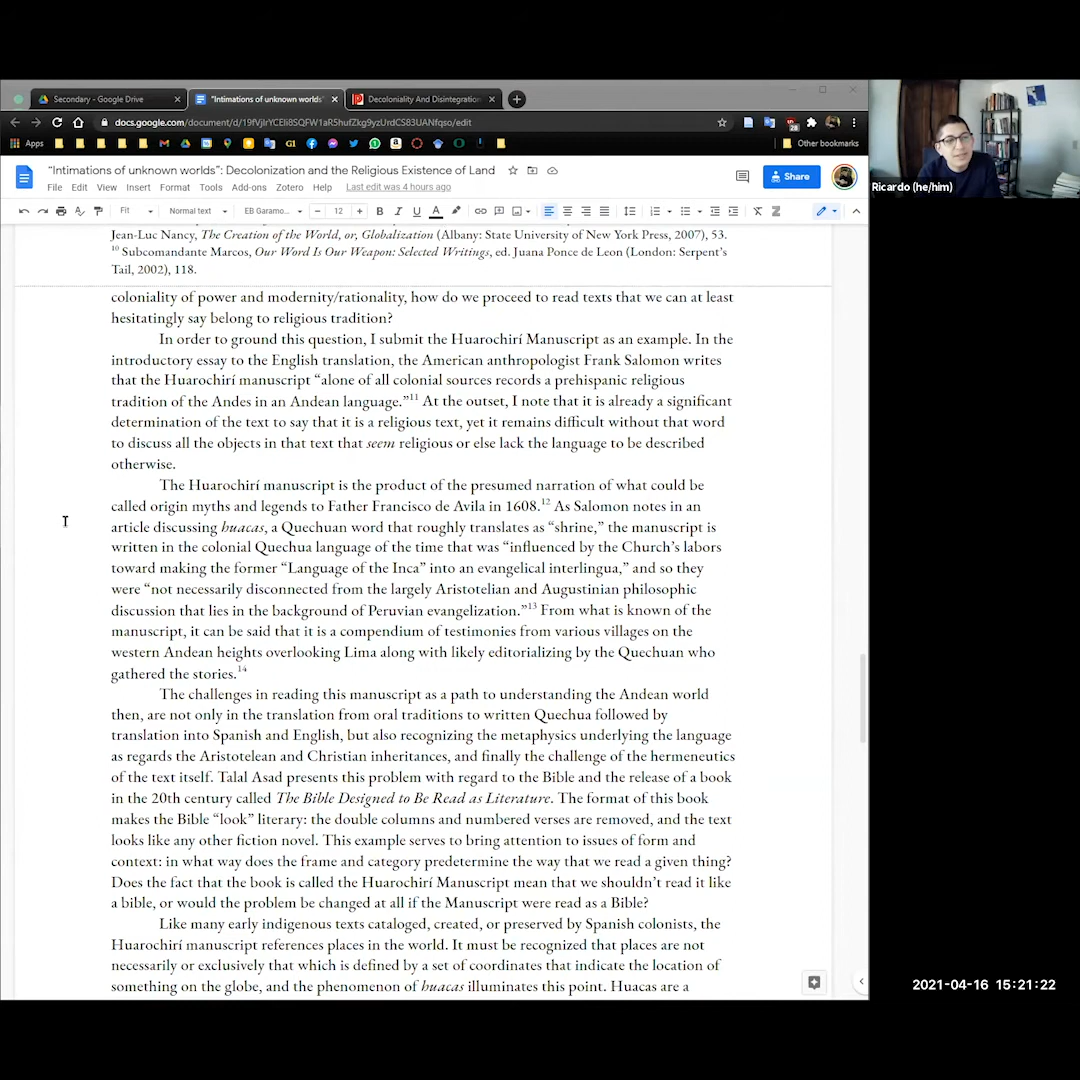 Secondary - Google Drive
"Intimations of unknown worlds"
Decoloniality And Disintegration
docs.google.com/document/d/19fVjIrYCEIi8SQFW1aR5hufZkg9yzUrdCS83UANfqso/edit
28
Apps
G1
Other bookmarks
"Intimations of unknown worlds": Decolonization and the Religious Existence of Land
File Edit View Insert Format Tools Add-ons Zotero Help Last edit was 4 hours ago
Share
Fit Normal text EB Garamo... 12
Jean-Luc Nancy, The Creation of the World, or, Globalization (Albany: State University of New York Press, 2007), 53.
10 Subcomandante Marcos, Our Word Is Our Weapon: Selected Writings, ed. Juana Ponce de Leon (London: Serpent's
Tail, 2002), 118.
coloniality of power and modernity/rationality, how do we proceed to read texts that we can at least
hesitatingly say belong to religious tradition?
In order to ground this question, I submit the Huarochirí Manuscript as an example. In the
introductory essay to the English translation, the American anthropologist Frank Salomon writes
that the Huarochirí manuscript "alone of all colonial sources records a prehispanic religious
tradition of the Andes in an Andean language."11 At the outset, I note that it is already a significant
determination of the text to say that it is a religious text, yet it remains difficult without that word
to discuss all the objects in that text that seem religious or else lack the language to be described
otherwise.
The Huarochirí manuscript is the product of the presumed narration of what could be
called origin myths and legends to Father Francisco de Avila in 1608.12 As Salomon notes in an
article discussing huacas, a Quechuan word that roughly translates as "shrine," the manuscript is
written in the colonial Quechua language of the time that was "influenced by the Church's labors
toward making the former "Language of the Inca" into an evangelical interlingua," and so they
were "not necessarily disconnected from the largely Aristotelian and Augustinian philosophic
discussion that lies in the background of Peruvian evangelization."13 From what is known of the
manuscript, it can be said that it is a compendium of testimonies from various villages on the
western Andean heights overlooking Lima along with likely editorializing by the Quechuan who
gathered the stories.14
The challenges in reading this manuscript as a path to understanding the Andean world
then, are not only in the translation from oral traditions to written Quechua followed by
translation into Spanish and English, but also recognizing the metaphysics underlying the language
as regards the Aristotelean and Christian inheritances, and finally the challenge of the hermeneutics
of the text itself. Talal Asad presents this problem with regard to the Bible and the release of a book
in the 20th century called The Bible Designed to Be Read as Literature. The format of this book
makes the Bible "look" literary: the double columns and numbered verses are removed, and the text
looks like any other fiction novel. This example serves to bring attention to issues of form and
context: in what way does the frame and category predetermine the way that we read a given thing?
Does the fact that the book is called the Huarochirí Manuscript mean that we shouldn't read it like
a bible, or would the problem be changed at all if the Manuscript were read as a Bible?
Like many early indigenous texts cataloged, created, or preserved by Spanish colonists, the
Huarochirí manuscript references places in the world. It must be recognized that places are not
necessarily or exclusively that which is defined by a set of coordinates that indicate the location of
something on the globe, and the phenomenon of huacas illuminates this point. Huacas are a
Ricardo (he/him)
2021-04-16 15:21:22